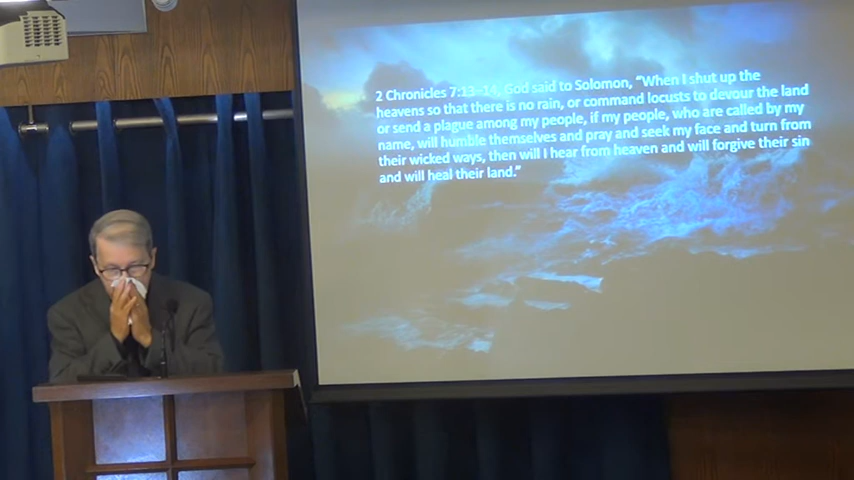 2 Chronicles 7:13–14, God said to Solomon, “When I shut up the
heavens so that there is no rain, or command locusts to devour the land
or send a plague among my people, if my people, who are called by my
name, will humble themselves and pray and seek my face and turn from
their wicked ways, then will I hear from heaven and will forgive their sin
and will heal their land.”